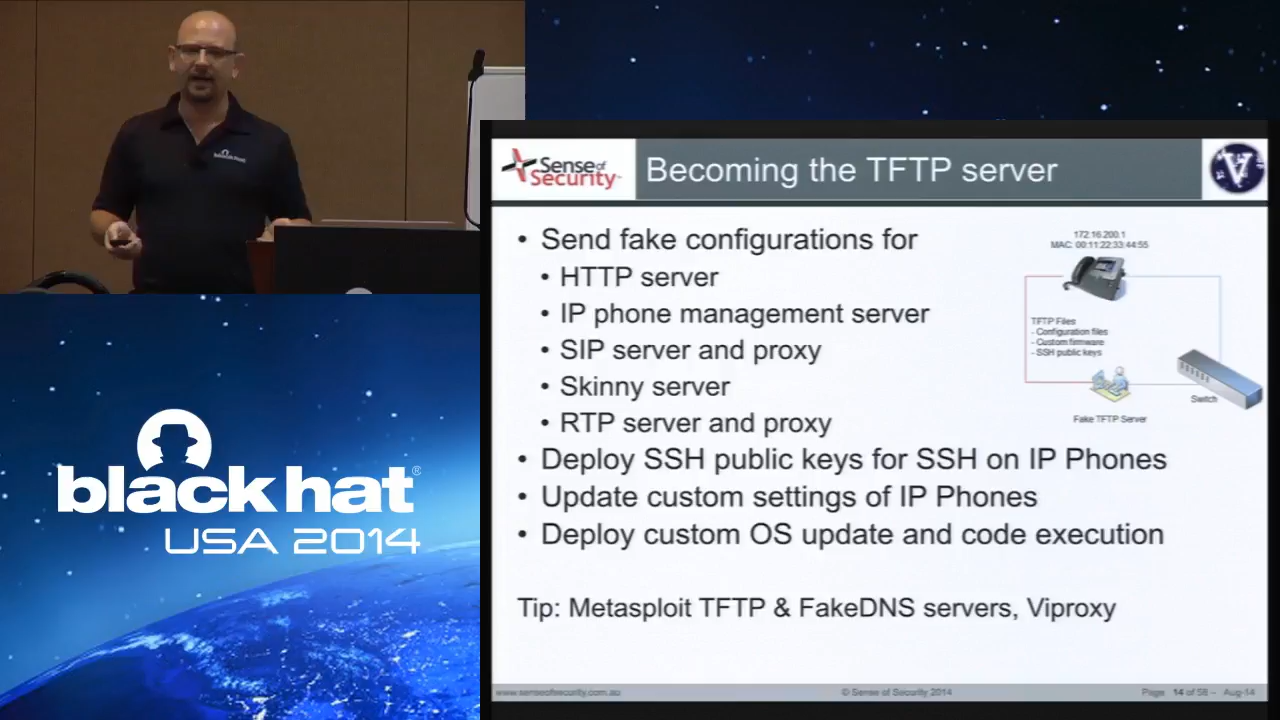 black hat
Sense of
Security
Becoming the TFTP server
V
• Send fake configurations for
• HTTP server
• IP phone management server
• SIP server and proxy
• Skinny server
• RTP server and proxy
• Deploy SSH public keys for SSH on IP Phones
• Update custom settings of IP Phones
• Deploy custom OS update and code execution
Tip: Metasploit TFTP & FakeDNS servers, Viproxy
172.16.200.1
MAC: 00:11:22:33:44:55
TFTP Files
- Configuration files
- Custom firmware
- SSH public keys
Switch
Fake TFTP Server
www.senseofsecurity.com.au
© Sense of Security 2014
Page 14 of 58 – Aug-14
black hat®
USA 2014